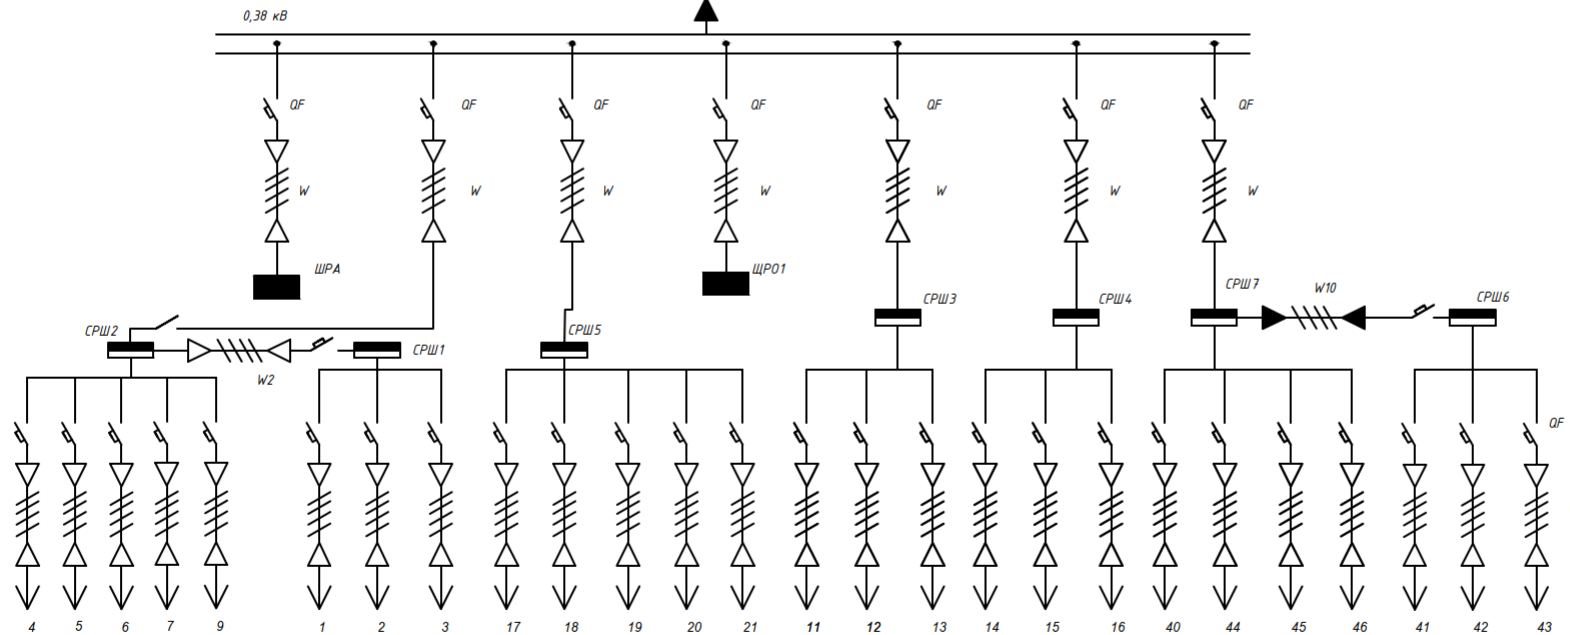 0,38 кВ
QF QF QF QF QF QF QF
W W W W W W W
ШРА ЩРО1
СРШ7 W10 СРШ6
СРШ3 СРШ4
СРШ2 СРШ5
СРШ1
W2
QF
4 5 6 7 9 1 2 3 17 18 19 20 21 11 12 13 14 15 16 40 44 45 46 41 42 43